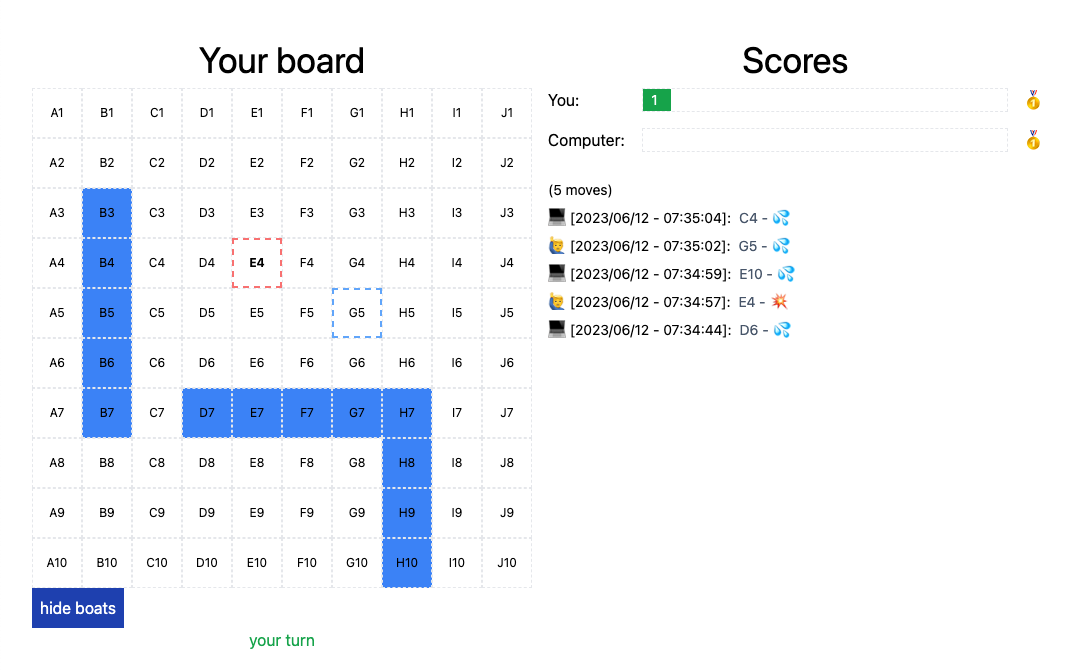 Your board
A1 B1 C1 D1 E1 F1 G1 H1 I1 J1
A2 B2 C2 D2 E2 F2 G2 H2 I2 J2
A3 B3 C3 D3 E3 F3 G3 H3 I3 J3
A4 B4 C4 D4 E4 F4 G4 H4 I4 J4
A5 B5 C5 D5 E5 F5 G5 H5 I5 J5
A6 B6 C6 D6 E6 F6 G6 H6 I6 J6
A7 B7 C7 D7 E7 F7 G7 H7 I7 J7
A8 B8 C8 D8 E8 F8 G8 H8 I8 J8
A9 B9 C9 D9 E9 F9 G9 H9 I9 J9
A10 B10 C10 D10 E10 F10 G10 H10 I10 J10
hide boats
your turn
Scores
You: 1
Computer:
(5 moves)
[2023/06/12 - 07:35:04]: C4 -
[2023/06/12 - 07:35:02]: G5 -
[2023/06/12 - 07:34:59]: E10 -
[2023/06/12 - 07:34:57]: E4 -
[2023/06/12 - 07:34:44]: D6 -